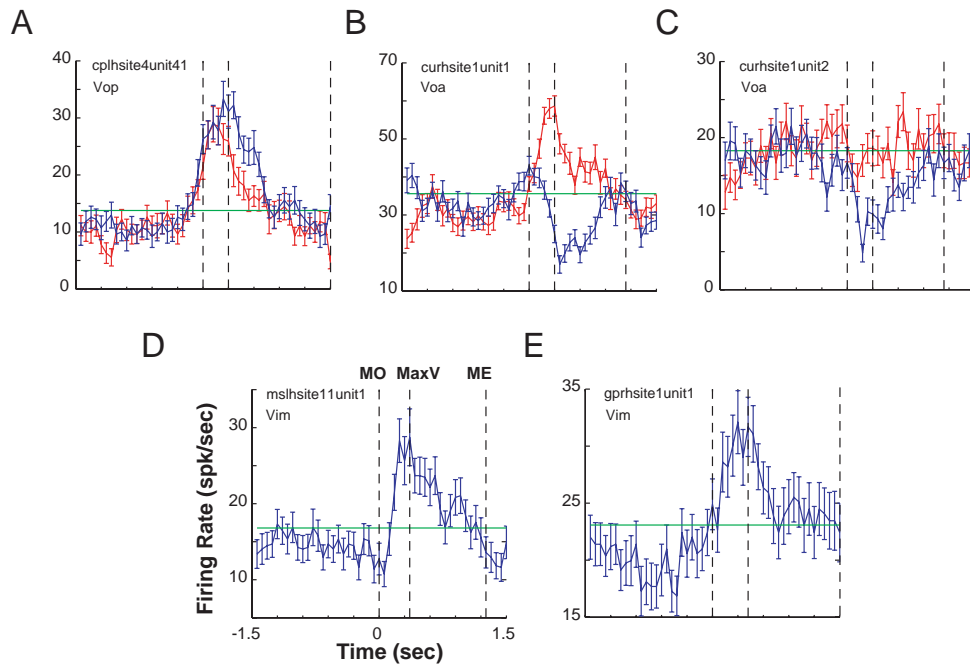 A
cplhsite4unit41
Vop
40
30
20
10
0
B
curhsite1unit1
Voa
70
50
30
10
C
curhsite1unit2
Voa
30
20
10
0
D
MO MaxV ME
mslhsite11unit1
Vim
30
20
10
Firing Rate (spk/sec)
-1.5 0 1.5
Time (sec)
E
gprhsite1unit1
Vim
35
25
15